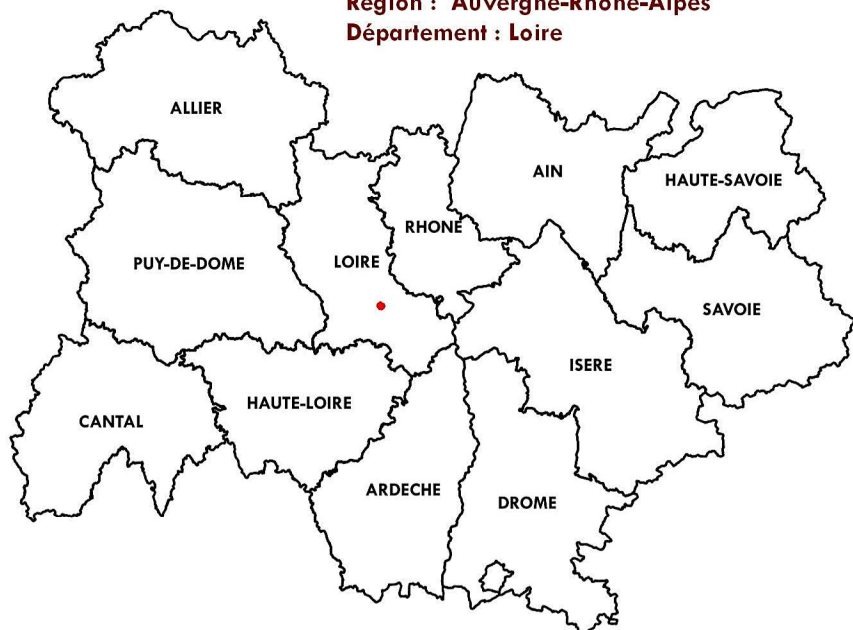 Région : Auvergne-Rhône-Alpes
Département : Loire
ALLIER
AIN
HAUTE-SAVOIE
RHONE
PUY-DE-DOME
LOIRE
SAVOIE
ISERE
HAUTE-LOIRE
CANTAL
ARDECHE
DROME